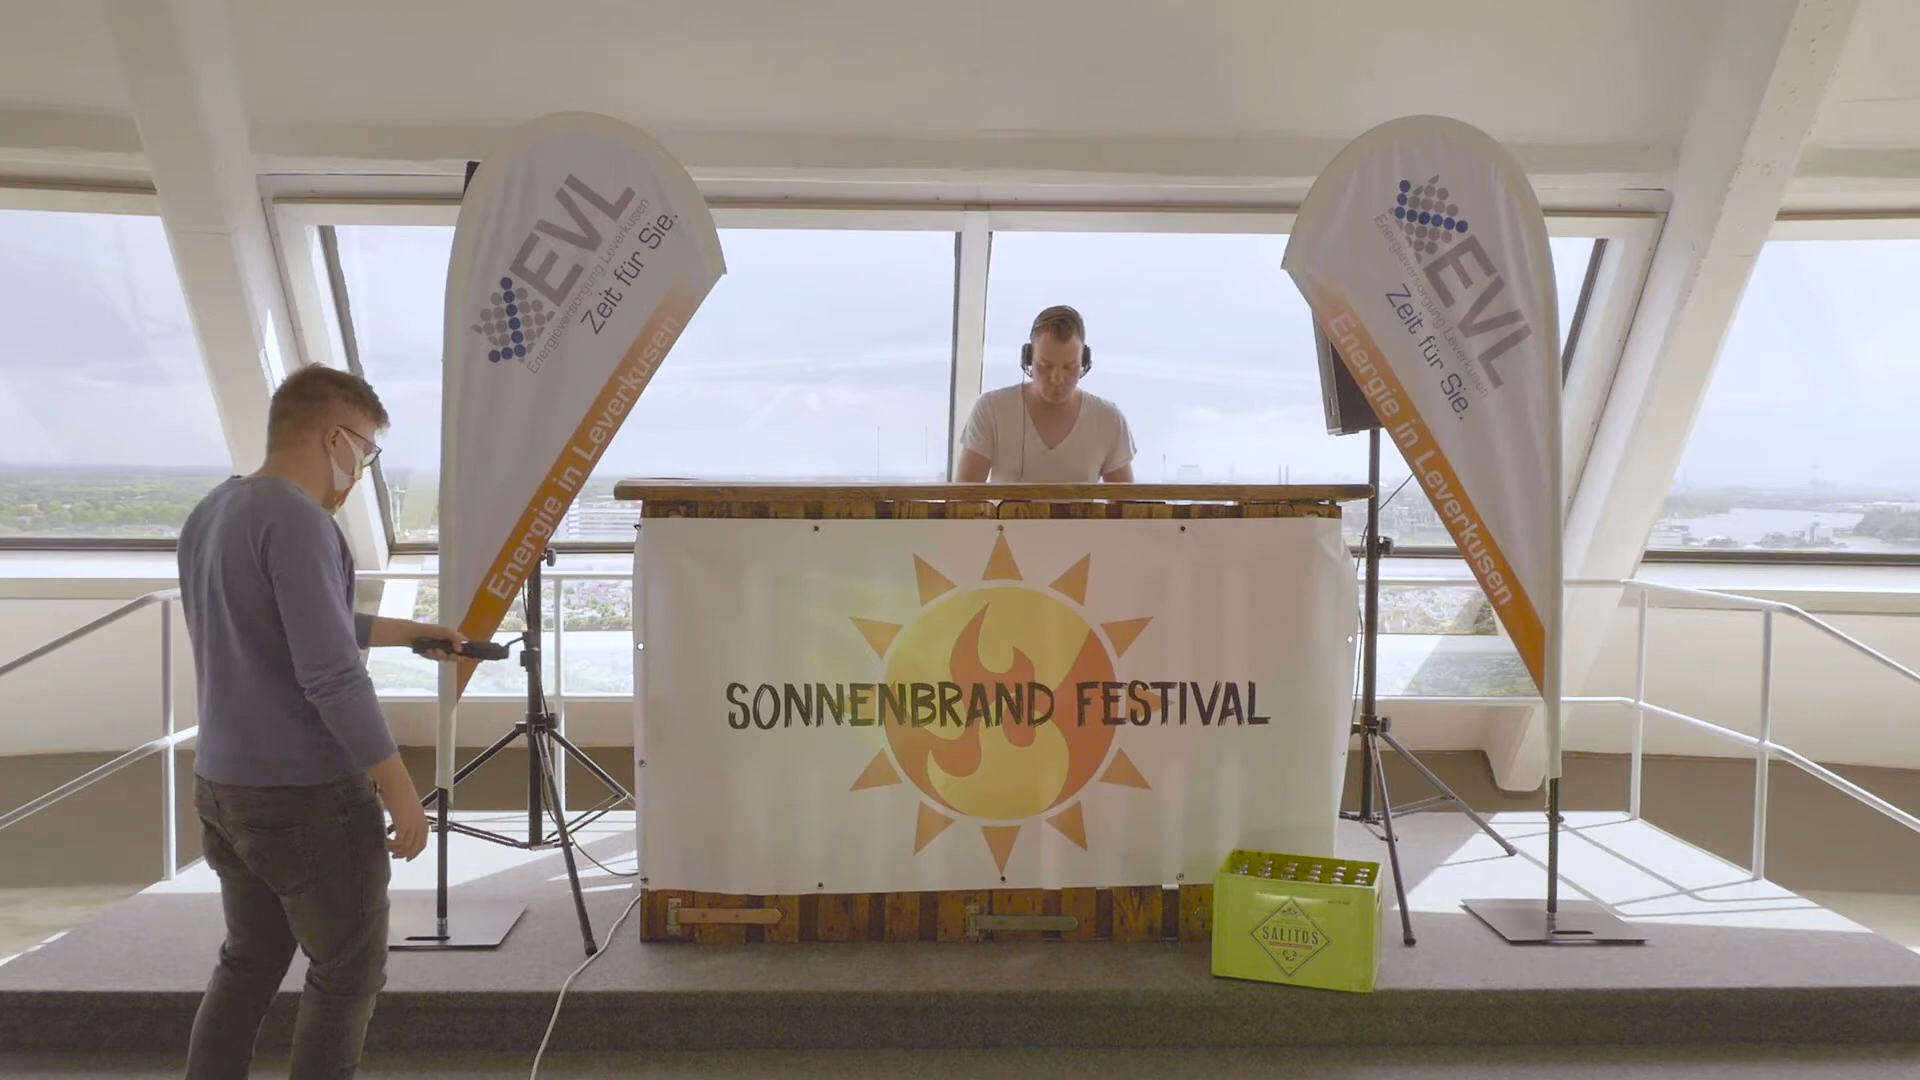 EVL
Energieversorgung Leverkusen
Zeit für Sie.
Energie in Leverkusen
EVL
Energieversorgung Leverkusen
Zeit für Sie.
Energie in Leverkusen
SONNENBRAND FESTIVAL
SALITOS